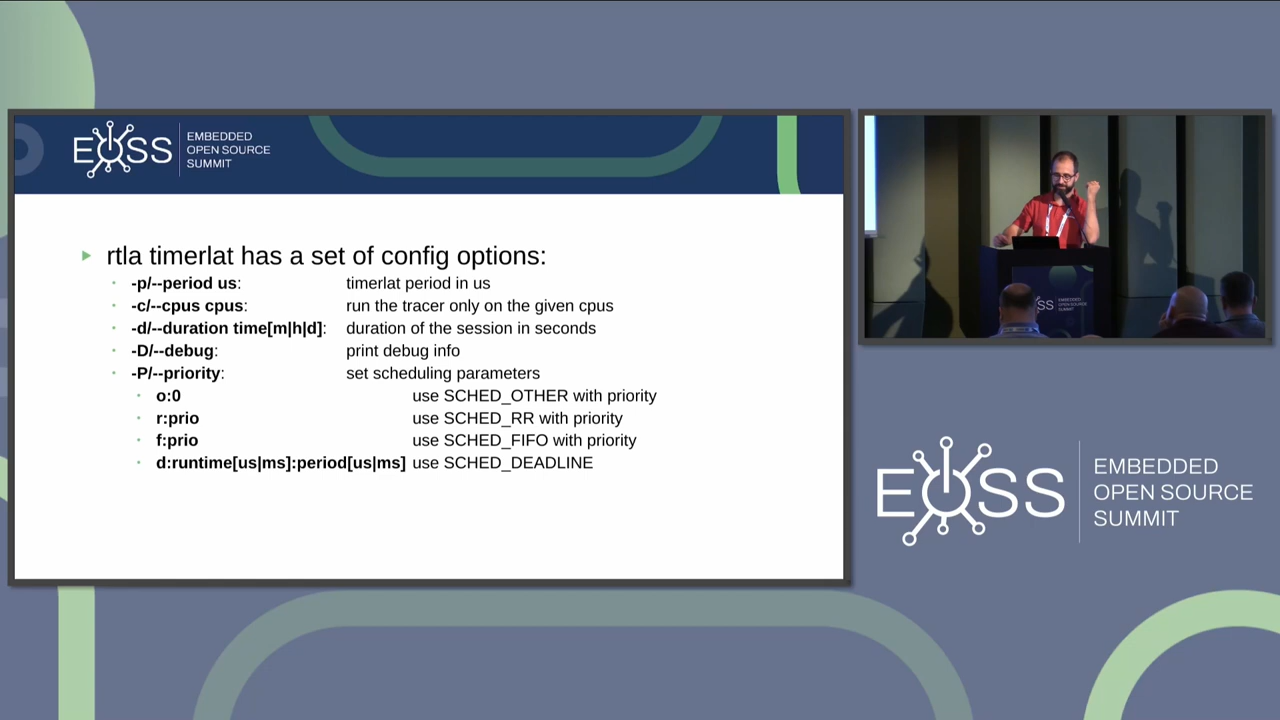 EOSS
EMBEDDED
OPEN SOURCE
SUMMIT
rtla timerlat has a set of config options:
-p/--period us: timerlat period in us
-c/--cpus cpus: run the tracer only on the given cpus
-d/--duration time[m|h|d]: duration of the session in seconds
-D/--debug: print debug info
-P/--priority: set scheduling parameters
o:0 use SCHED_OTHER with priority
r:prio use SCHED_RR with priority
f:prio use SCHED_FIFO with priority
d:runtime[us|ms]:period[us|ms] use SCHED_DEADLINE
EOSS
EMBEDDED
OPEN SOURCE
SUMMIT